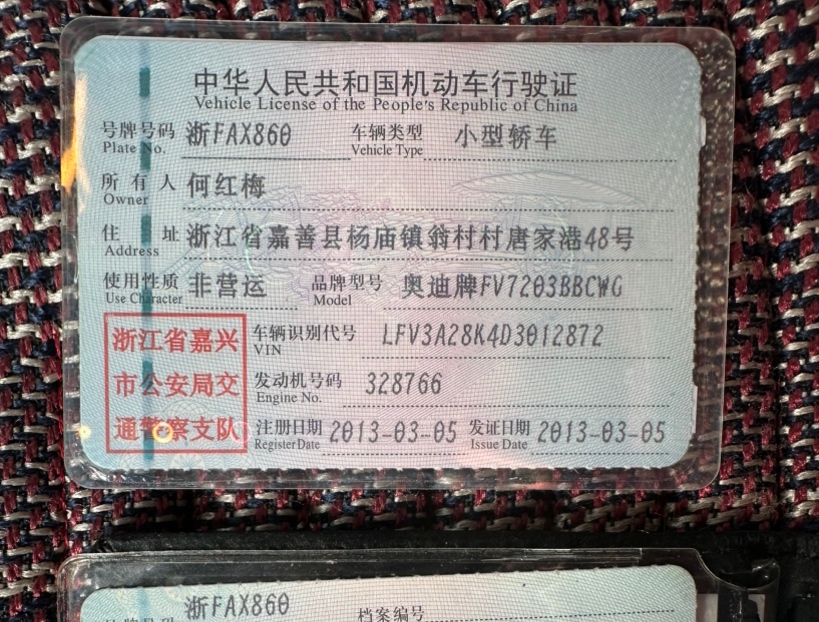 中华人民共和国机动车行驶证
Vehicle License of the People's Republic of China
号牌号码 浙FAX860 车辆类型 小型轿车
Plate No. Vehicle Type
所有人 何红梅
Owner
住址 浙江省嘉善县杨庙镇翁村村唐家港48号
Address
使用性质 非营运 品牌型号 奥迪牌FV7203BBCWG
Use Character Model
浙江省嘉兴
市公安局交
通警察支队
车辆识别代号 LFV3A28K4D3012872
VIN
发动机号码 328766
Engine No.
注册日期 2013-03-05 发证日期 2013-03-05
Register Date Issue Date
浙FAX860 档案编号